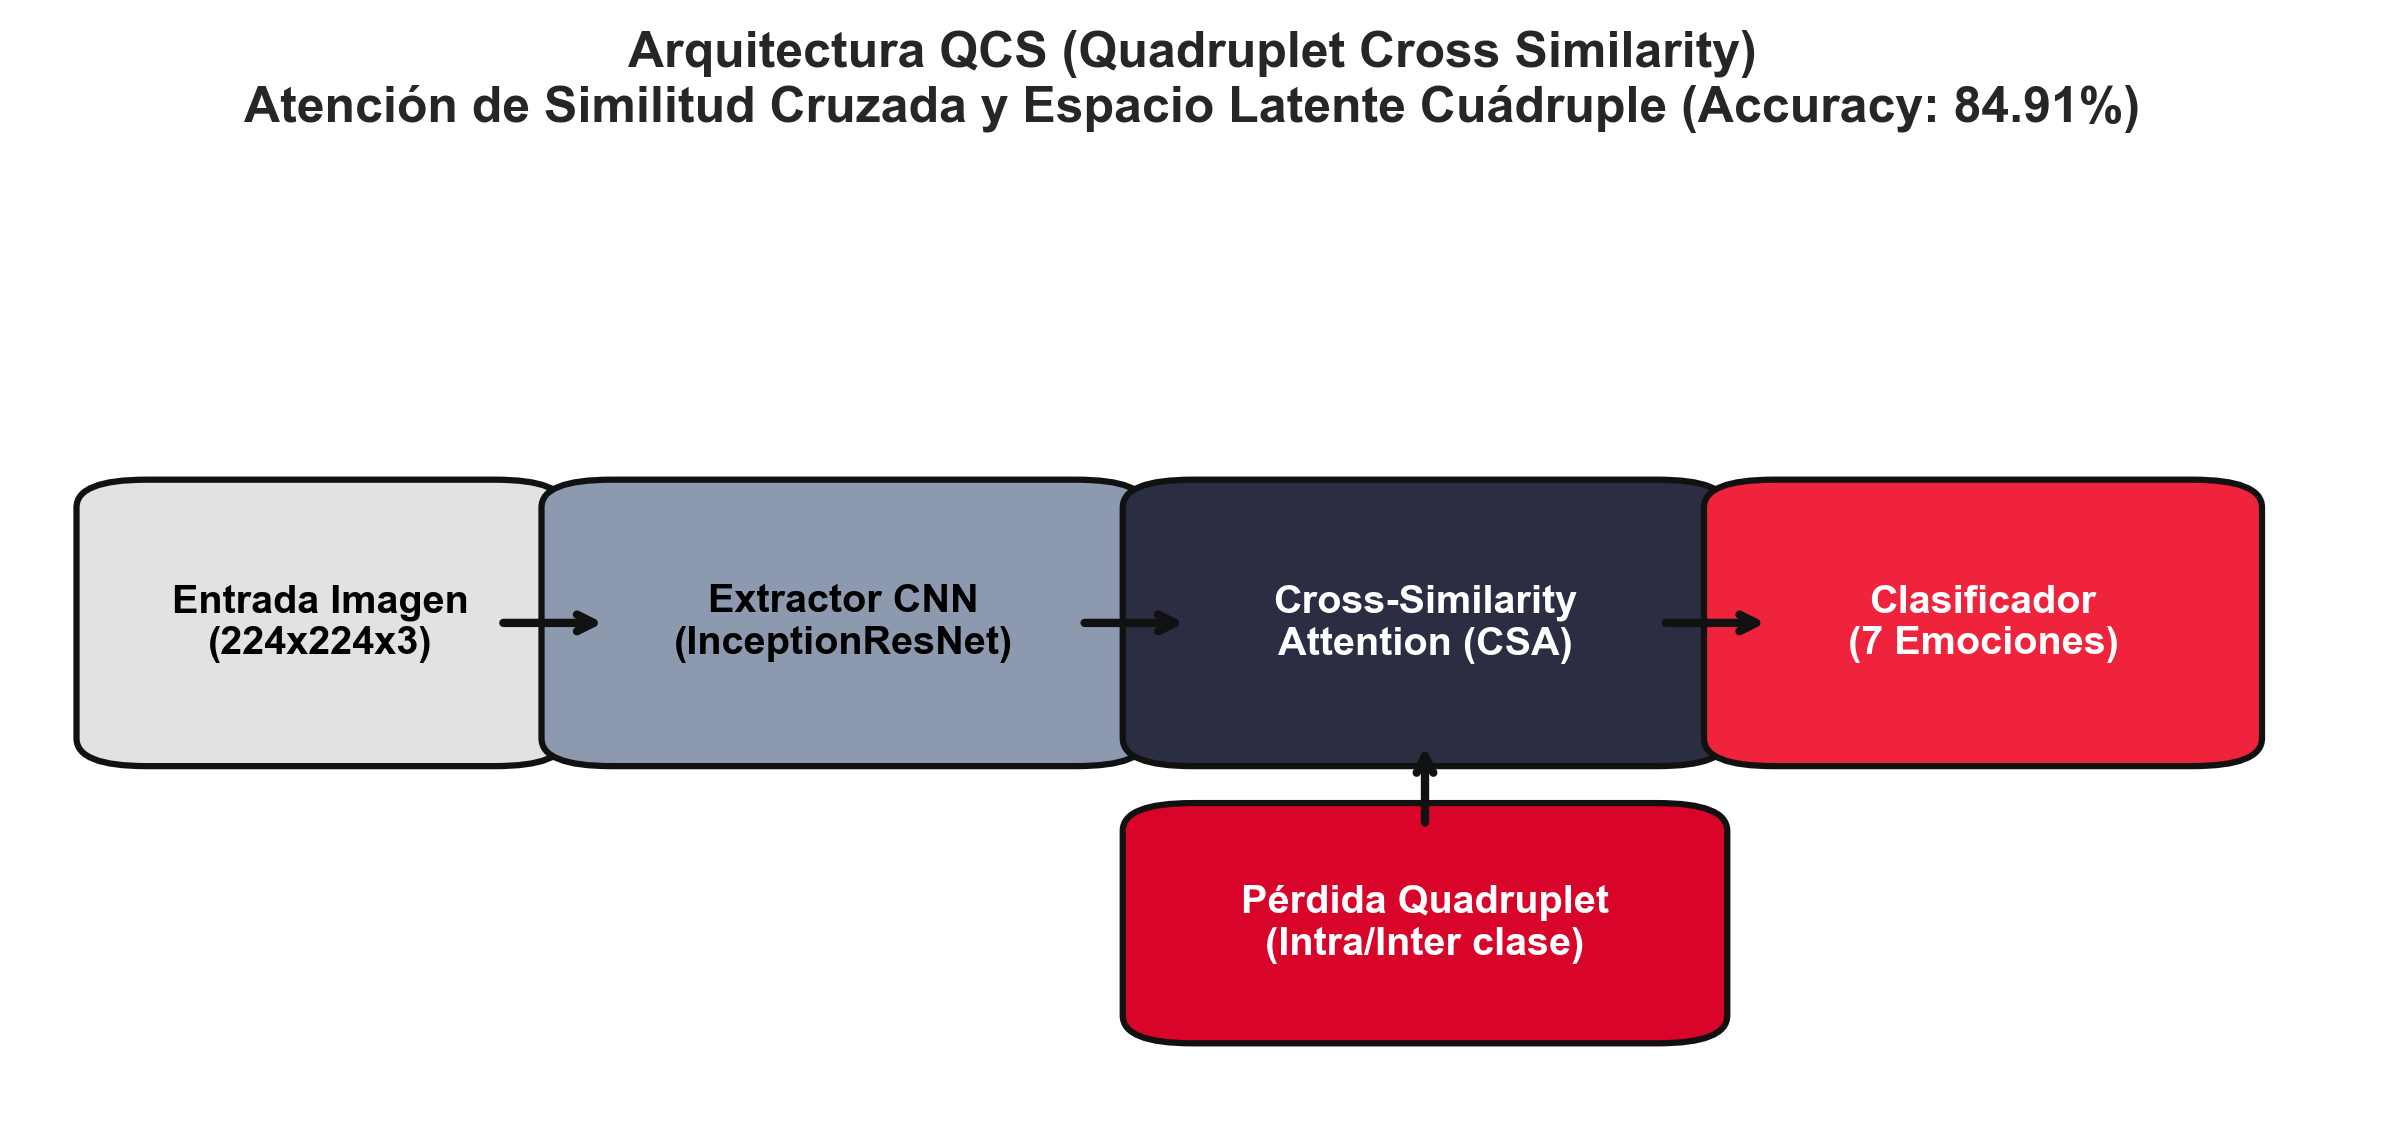 Arquitectura QCS (Quadruplet Cross Similarity)
Atención de Similitud Cruzada y Espacio Latente Cuádruple (Accuracy: 84.91%)
Entrada Imagen
(224x224x3)
Extractor CNN
(InceptionResNet)
Cross-Similarity
Attention (CSA)
Clasificador
(7 Emociones)
Pérdida Quadruplet
(Intra/Inter clase)